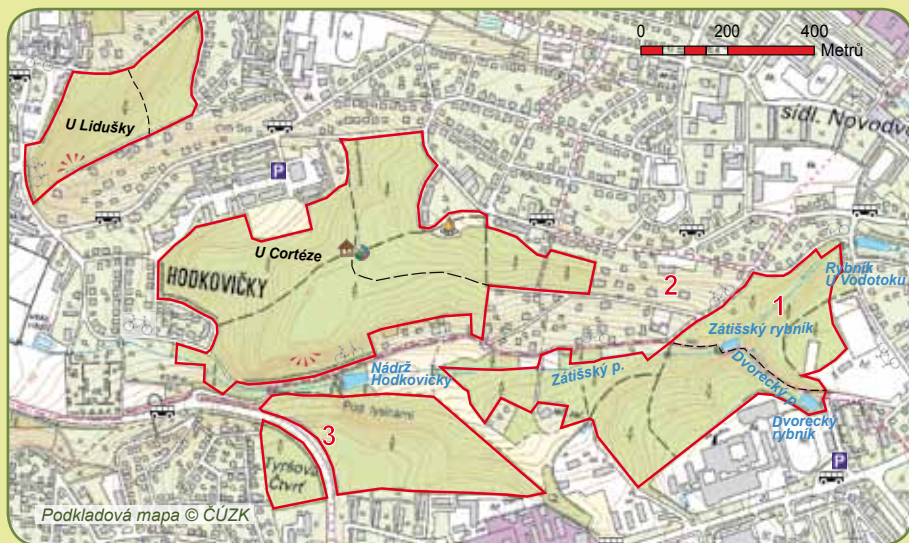 0 200 400
Metrů
sídl. Novodvo
U Lidušky
P
U Cortéze
HODKOVIČKY
2
Rybník
U Vodotoku
1
Zátišský rybník
Nádrž
Hodkovičky
Zátišský p.
Dvorecký p.
Dvorecký
rybník
Pod lysinami
3
Tyršova
Čtvrť
P
Podkladová mapa © ČÚZK